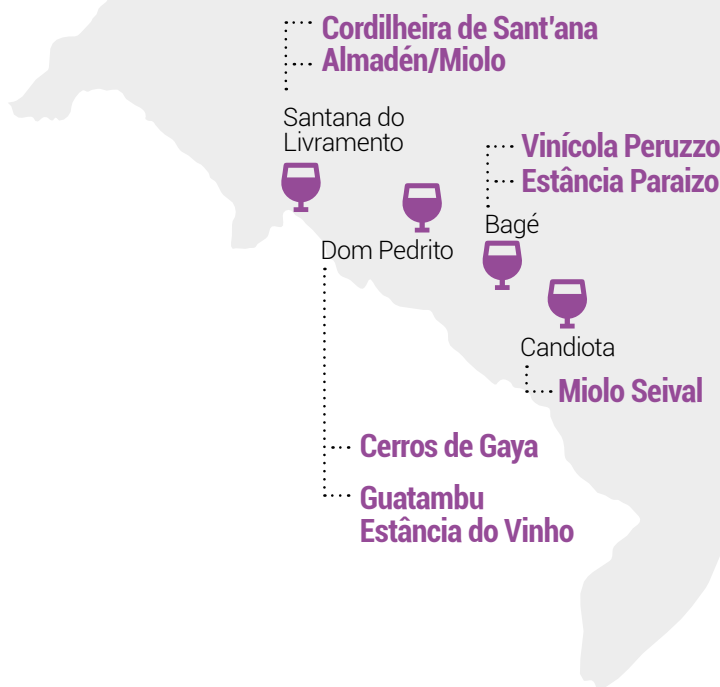 Cordilheira de Sant'ana
Almadén/Miolo
Santana do
Livramento
Vinícola Peruzzo
Estância Paraizo
Bagé
Dom Pedrito
Candiota
Miolo Seival
Cerros de Gaya
Guatambu
Estância do Vinho